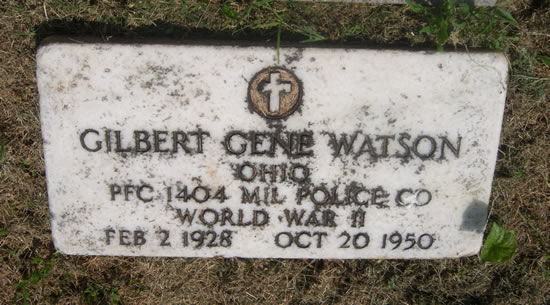 GILBERT GENE WATSON
OHIO
PFC 1404 MIL POLICE CO
WORLD WAR II
FEB 2 1928 OCT 20 1950